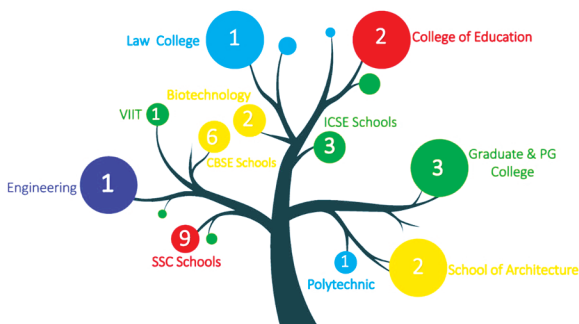 Law College
1
2
College of Education
Biotechnology
2
VIIT
1
6
CBSE Schools
ICSE Schools
3
Engineering
1
3
Graduate & PG
College
9
SSC Schools
1
Polytechnic
2
School of Architecture